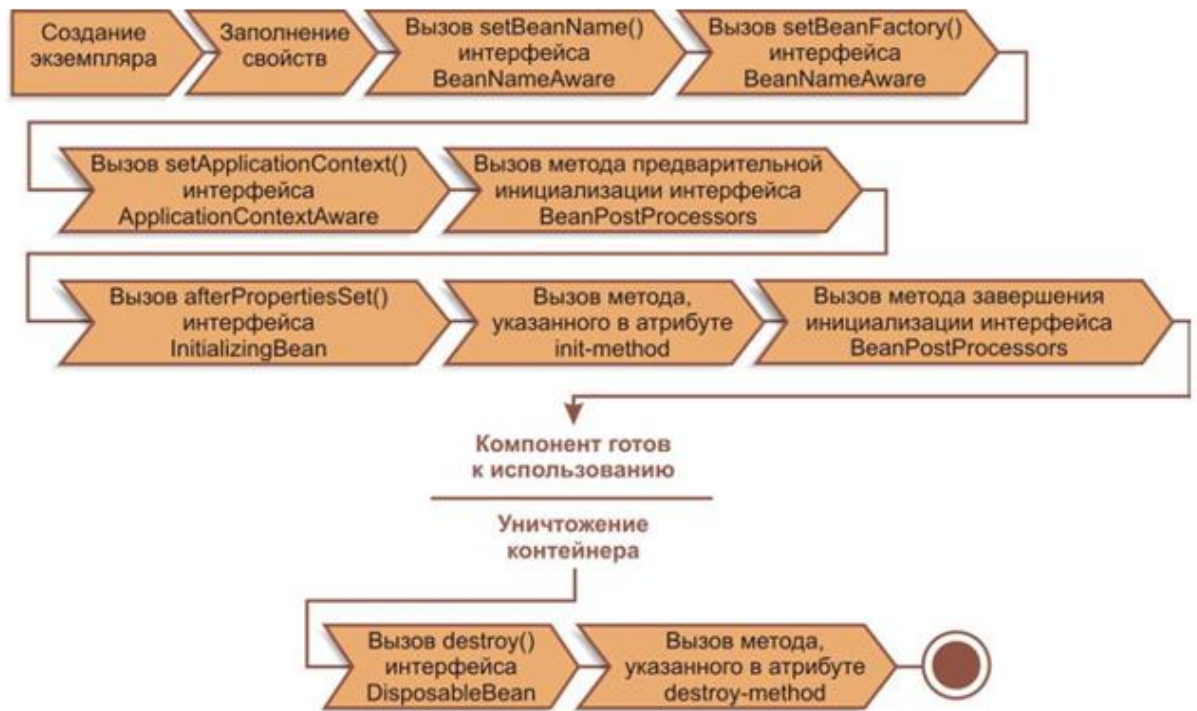 Создание
экземпляра
Заполнение
свойств
Вызов setBeanName()
интерфейса
BeanNameAware
Вызов setBeanFactory()
интерфейса
BeanNameAware
Вызов setApplicationContext()
интерфейса
ApplicationContextAware
Вызов метода предварительной
инициализации интерфейса
BeanPostProcessors
Вызов afterPropertiesSet()
интерфейса
InitializingBean
Вызов метода,
указанного в атрибуте
init-method
Вызов метода завершения
инициализации интерфейса
BeanPostProcessors
Компонент готов
к использованию
Уничтожение
контейнера
Вызов destroy()
интерфейса
DisposableBean
Вызов метода,
указанного в атрибуте
destroy-method